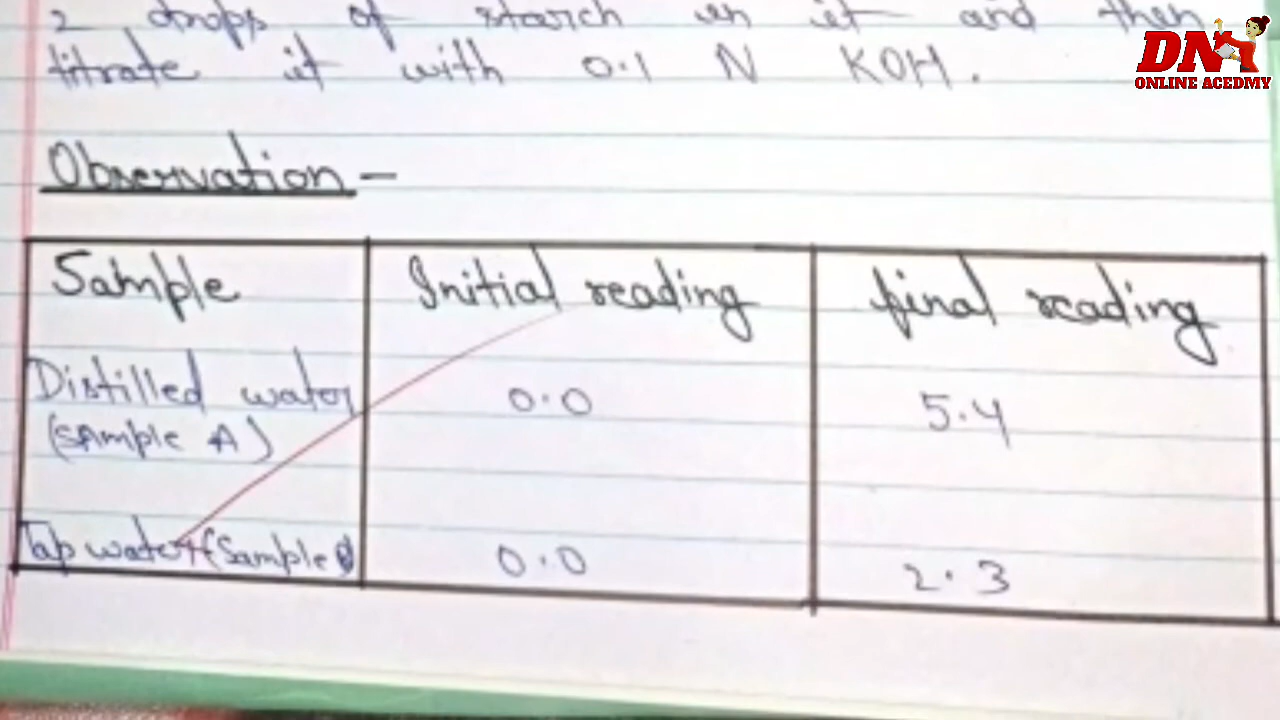 2 drops of starch in it and then
titrate it with 0.1 N KOH.
DN
ONLINE ACEDMY
Observation -
Sample Initial reading final reading
Distilled water 0.0 5.4
(Sample A)
Tap water (Sample 0.0 2.3